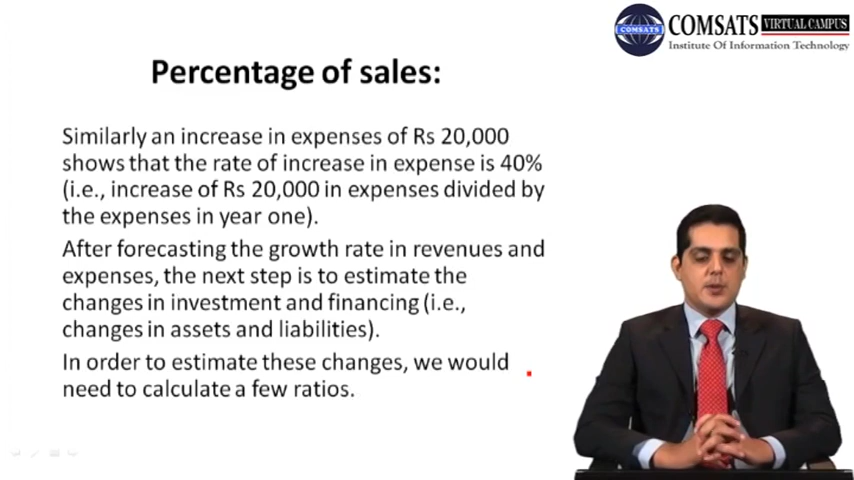 COMSATS
COMSATS VIRTUAL CAMPUS
Institute Of Information Technology
Percentage of sales:
Similarly an increase in expenses of Rs 20,000
shows that the rate of increase in expense is 40%
(i.e., increase of Rs 20,000 in expenses divided by
the expenses in year one).
After forecasting the growth rate in revenues and
expenses, the next step is to estimate the
changes in investment and financing (i.e.,
changes in assets and liabilities).
In order to estimate these changes, we would
need to calculate a few ratios.